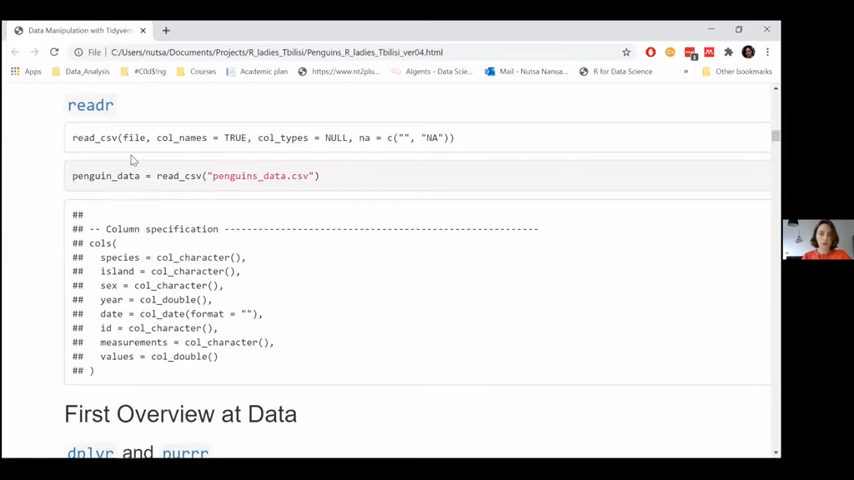 Data Manipulation with Tidyvers
File
C:/Users/nutsa/Documents/Projects/R_ladies_Tbilisi/Penguins_R_ladies_Tbilisi_ver04.html
Apps
Data_Analysis
#C0d$!ng
Courses
Academic plan
https://www.nt2plu...
Algents - Data Scie...
Mail - Nutsa Nanua...
R for Data Science
»
Other bookmarks
readr
read_csv(file, col_names = TRUE, col_types = NULL, na = c("", "NA"))
penguin_data = read_csv("penguins_data.csv")
##
## -- Column specification --------------------------------------------------------
## cols(
##   species = col_character(),
##   island = col_character(),
##   sex = col_character(),
##   year = col_double(),
##   date = col_date(format = ""),
##   id = col_character(),
##   measurements = col_character(),
##   values = col_double()
## )
First Overview at Data
dplyr and purrr